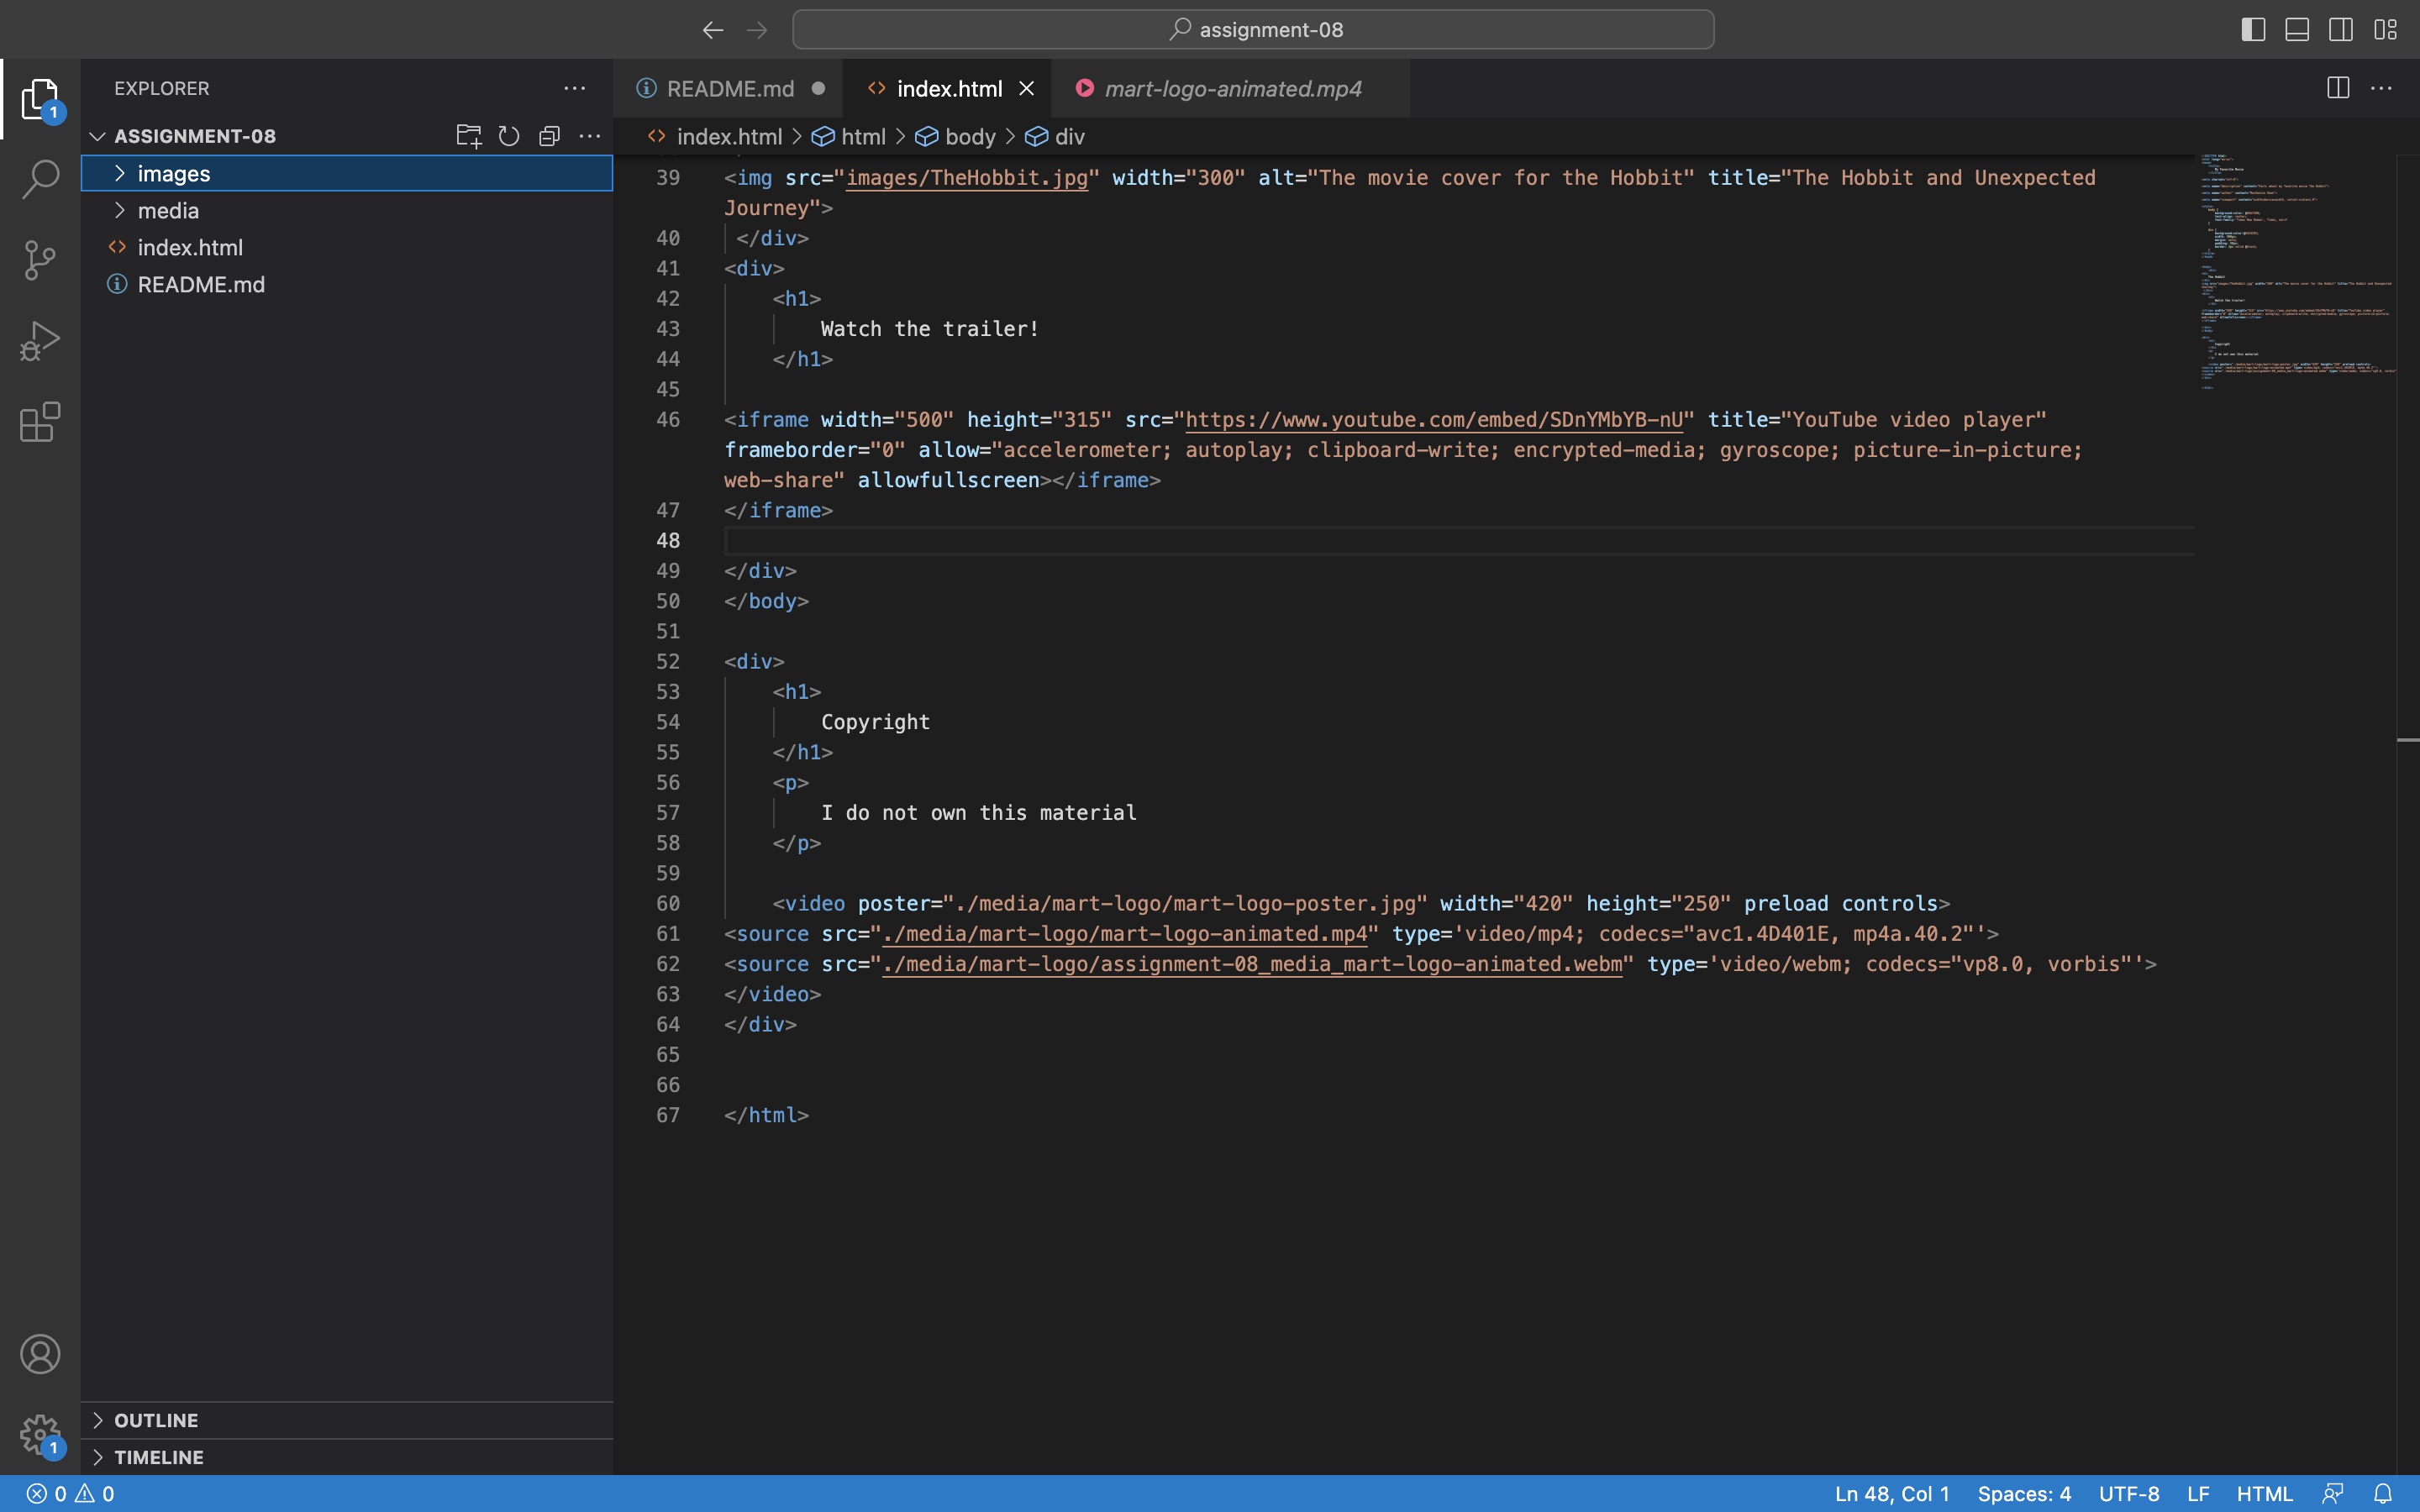 assignment-08
EXPLORER
README.md
index.html
mart-logo-animated.mp4
ASSIGNMENT-08
index.html > html > body > div
images
media
index.html
README.md
39 <img src="images/TheHobbit.jpg" width="300" alt="The movie cover for the Hobbit" title="The Hobbit and Unexpected
Journey">
40 </div>
41 <div>
42 <h1>
43 Watch the trailer!
44 </h1>
45
46 <iframe width="500" height="315" src="https://www.youtube.com/embed/SDnYMbYB-nU" title="YouTube video player"
frameborder="0" allow="accelerometer; autoplay; clipboard-write; encrypted-media; gyroscope; picture-in-picture;
web-share" allowfullscreen></iframe>
47 </iframe>
48
49 </div>
50 </body>
51
52 <div>
53 <h1>
54 Copyright
55 </h1>
56 <p>
57 I do not own this material
58 </p>
59
60 <video poster="./media/mart-logo/mart-logo-poster.jpg" width="420" height="250" preload controls>
61 <source src="./media/mart-logo/mart-logo-animated.mp4" type='video/mp4; codecs="avc1.4D401E, mp4a.40.2"'>
62 <source src="./media/mart-logo/assignment-08_media_mart-logo-animated.webm" type='video/webm; codecs="vp8.0, vorbis"'>
63 </video>
64 </div>
65
66
67 </html>
1
OUTLINE
1
TIMELINE
0 0
Ln 48, Col 1 Spaces: 4 UTF-8 LF HTML